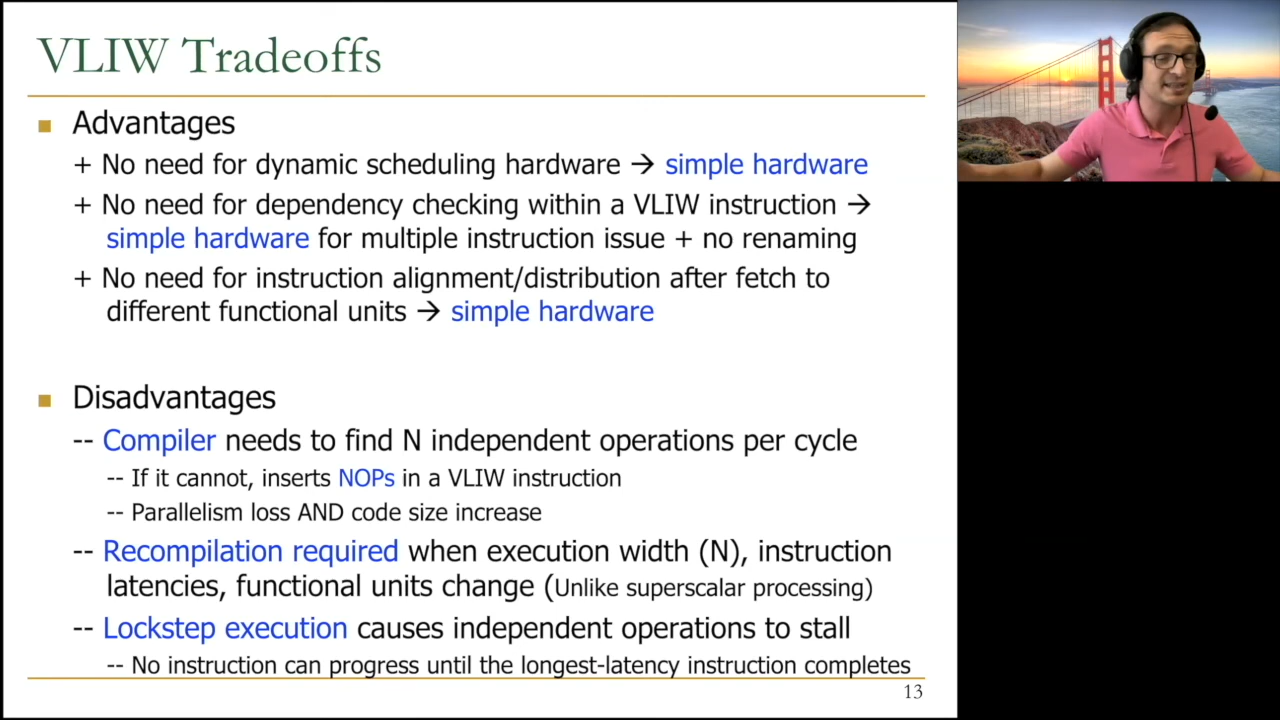 VLIW Tradeoffs
■ Advantages
+ No need for dynamic scheduling hardware → simple hardware
+ No need for dependency checking within a VLIW instruction →
simple hardware for multiple instruction issue + no renaming
+ No need for instruction alignment/distribution after fetch to
different functional units → simple hardware
■ Disadvantages
-- Compiler needs to find N independent operations per cycle
-- If it cannot, inserts NOPs in a VLIW instruction
-- Parallelism loss AND code size increase
-- Recompilation required when execution width (N), instruction
latencies, functional units change (Unlike superscalar processing)
-- Lockstep execution causes independent operations to stall
-- No instruction can progress until the longest-latency instruction completes
13